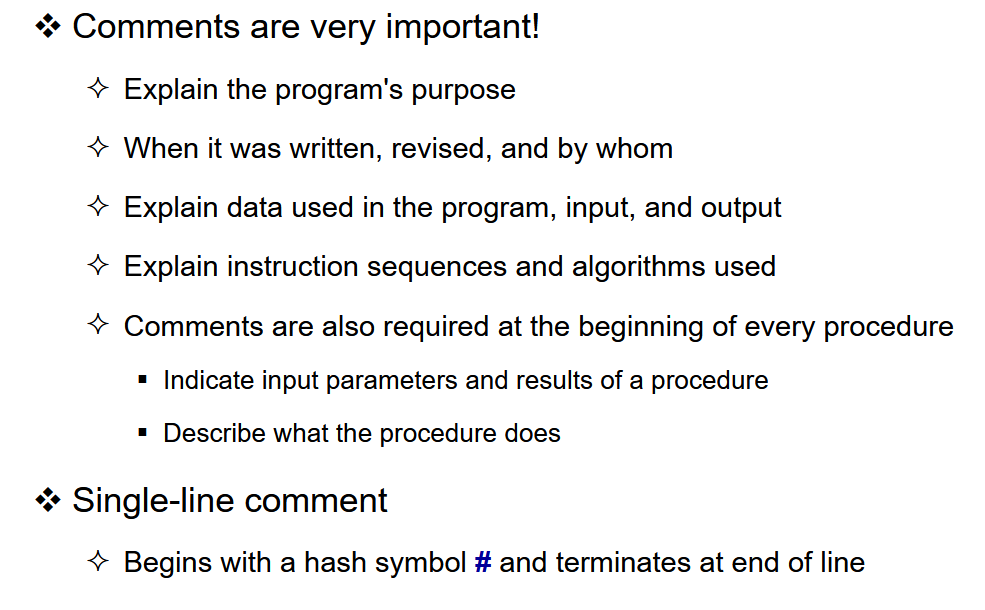 ❖ Comments are very important!
✧ Explain the program's purpose
✧ When it was written, revised, and by whom
✧ Explain data used in the program, input, and output
✧ Explain instruction sequences and algorithms used
✧ Comments are also required at the beginning of every procedure
▪ Indicate input parameters and results of a procedure
▪ Describe what the procedure does
❖ Single-line comment
✧ Begins with a hash symbol # and terminates at end of line